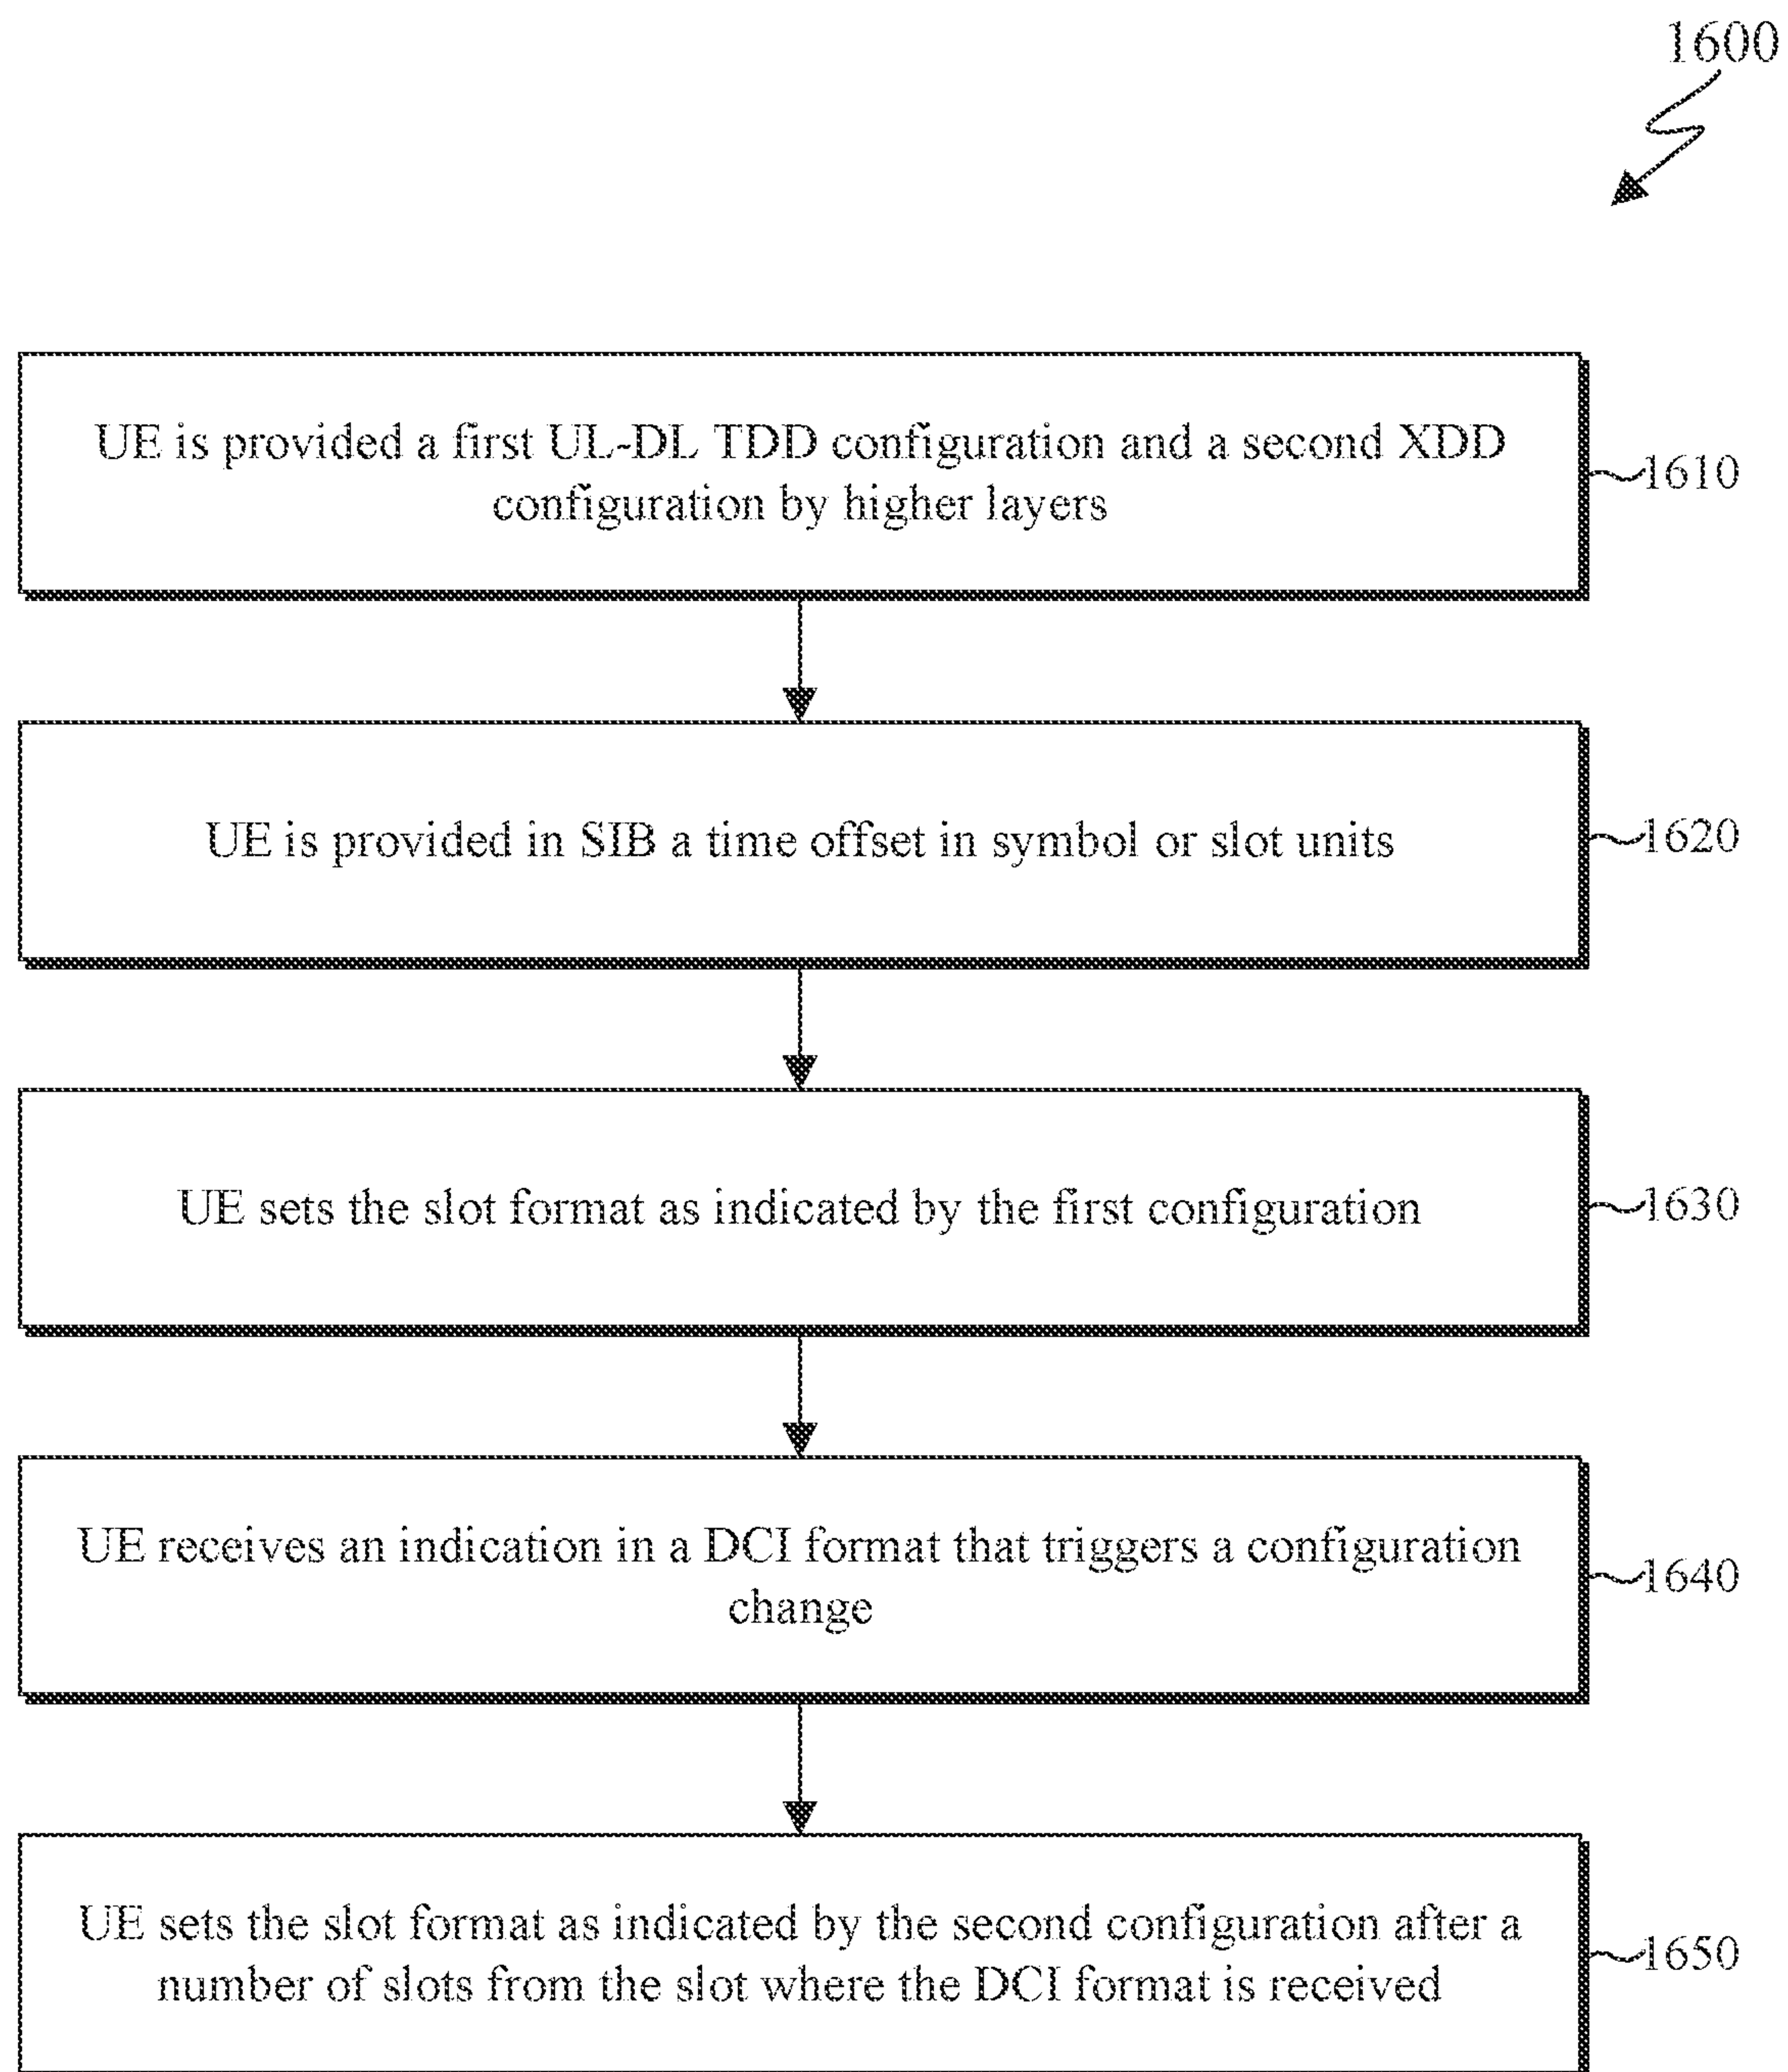 1600
UE is provided a first UL-DL TDD configuration and a second XDD
configuration by higher layers
1610
UE is provided in SIB a time offset in symbol or slot units
1620
UE sets the slot format as indicated by the first configuration
1630
UE receives an indication in a DCI format that triggers a configuration
change
1640
UE sets the slot format as indicated by the second configuration after a
number of slots from the slot where the DCI format is received
1650